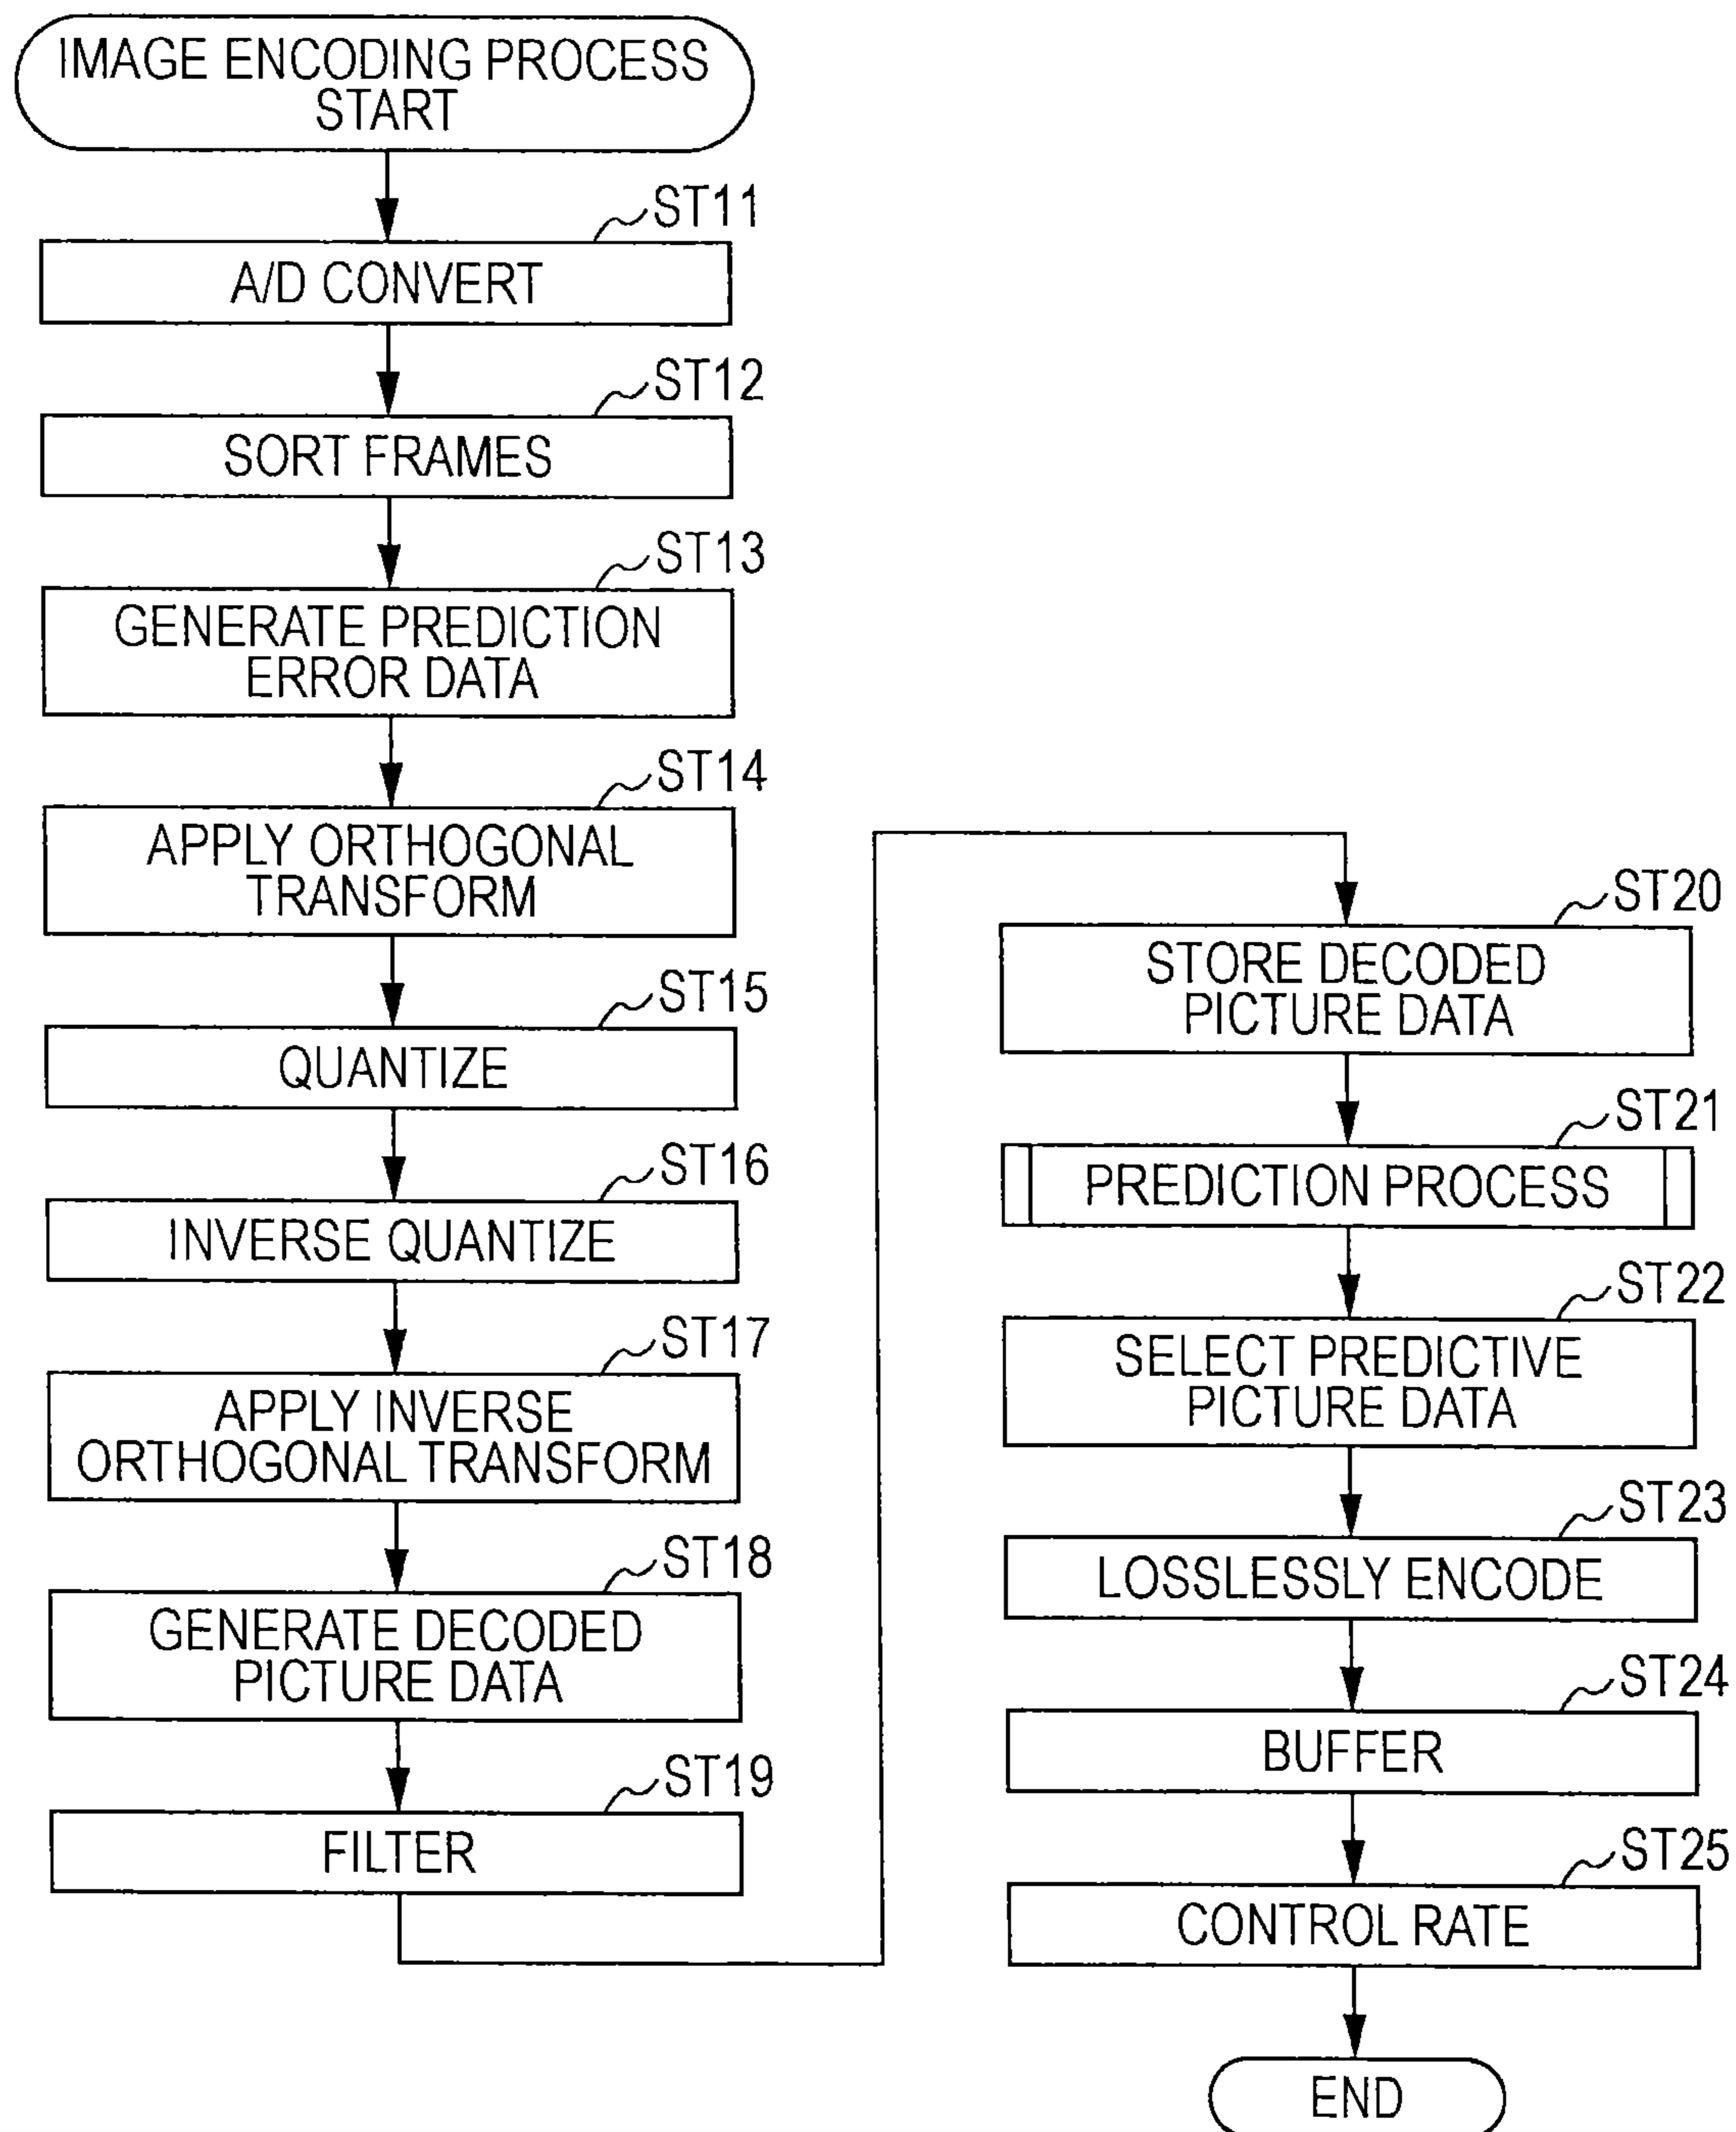 IMAGE ENCODING PROCESS
START
ST11
A/D CONVERT
ST12
SORT FRAMES
ST13
GENERATE PREDICTION
ERROR DATA
ST14
APPLY ORTHOGONAL
TRANSFORM
ST15
QUANTIZE
ST16
INVERSE QUANTIZE
ST17
APPLY INVERSE
ORTHOGONAL TRANSFORM
ST18
GENERATE DECODED
PICTURE DATA
ST19
FILTER
ST20
STORE DECODED
PICTURE DATA
ST21
PREDICTION PROCESS
ST22
SELECT PREDICTIVE
PICTURE DATA
ST23
LOSSLESSLY ENCODE
ST24
BUFFER
ST25
CONTROL RATE
END